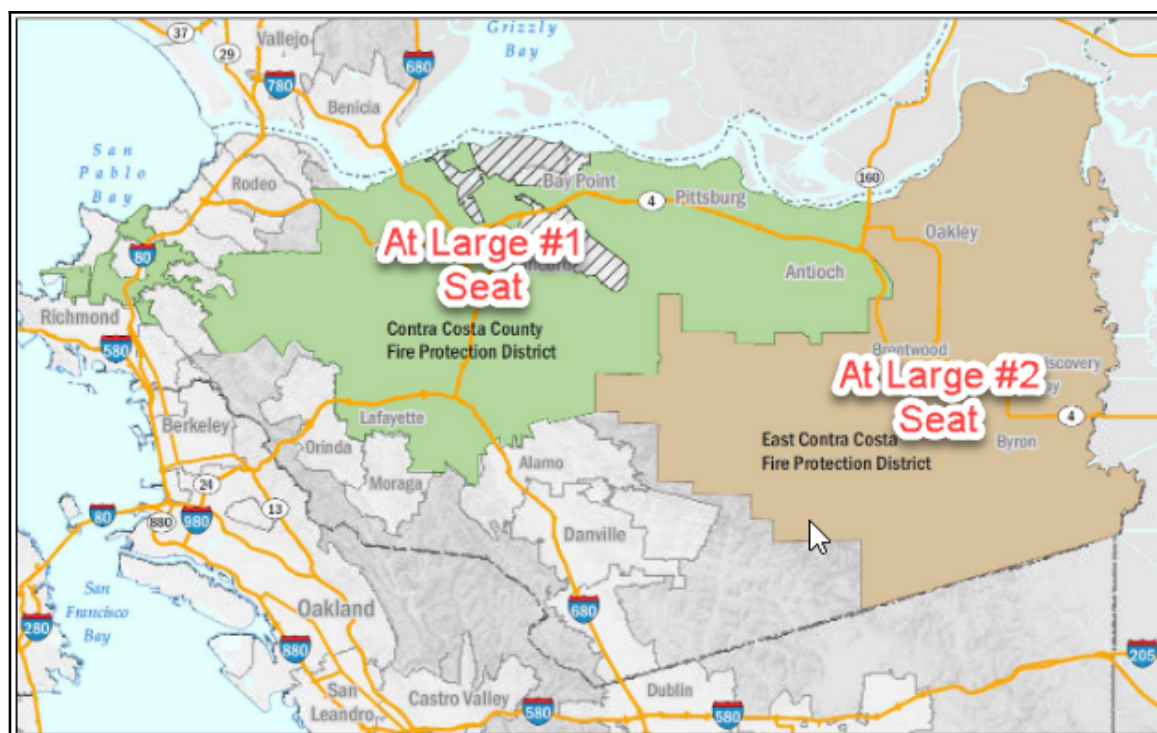 37
Vallejo
29
Grizzly
Bay
680
780
Benicia
San
Pablo
Bay
Rodeo
160
Bay Point
4
Pittsburg
Oakley
80
At Large #1
Seat
Antioch
Richmond
Contra Costa County
Fire Protection District
580
Brentwood
At Large #2
Seat
4
Lafayette
Berkeley
Orinda
East Contra Costa
Fire Protection District
Byron
Alamo
24
Moraga
13
80
880
980
Danville
San
Francisco
Bay
Oakland
680
280
880
205
San
Leandro
Castro Valley
Dublin
580
580